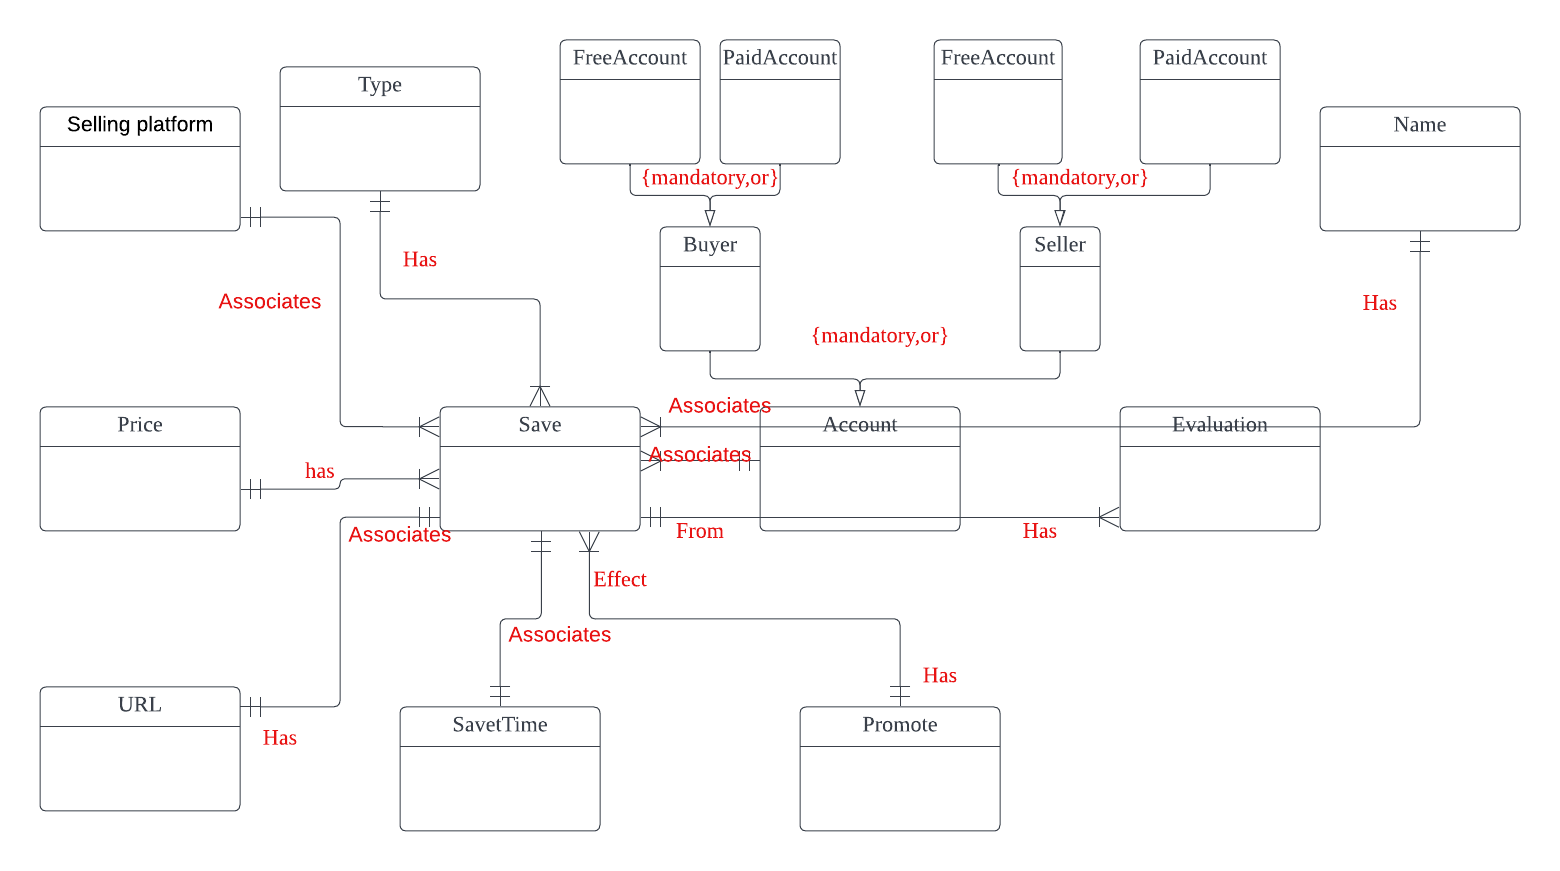 FreeAccount
PaidAccount
FreeAccount
PaidAccount
Type
Selling platform
Name
{mandatory,or}
{mandatory,or}
Buyer
Seller
Has
Associates
Has
{mandatory,or}
Associates
Price
Save
Account
Evaluation
Associates
has
Associates
From
Has
Effect
Associates
Has
URL
SavetTime
Promote
Has